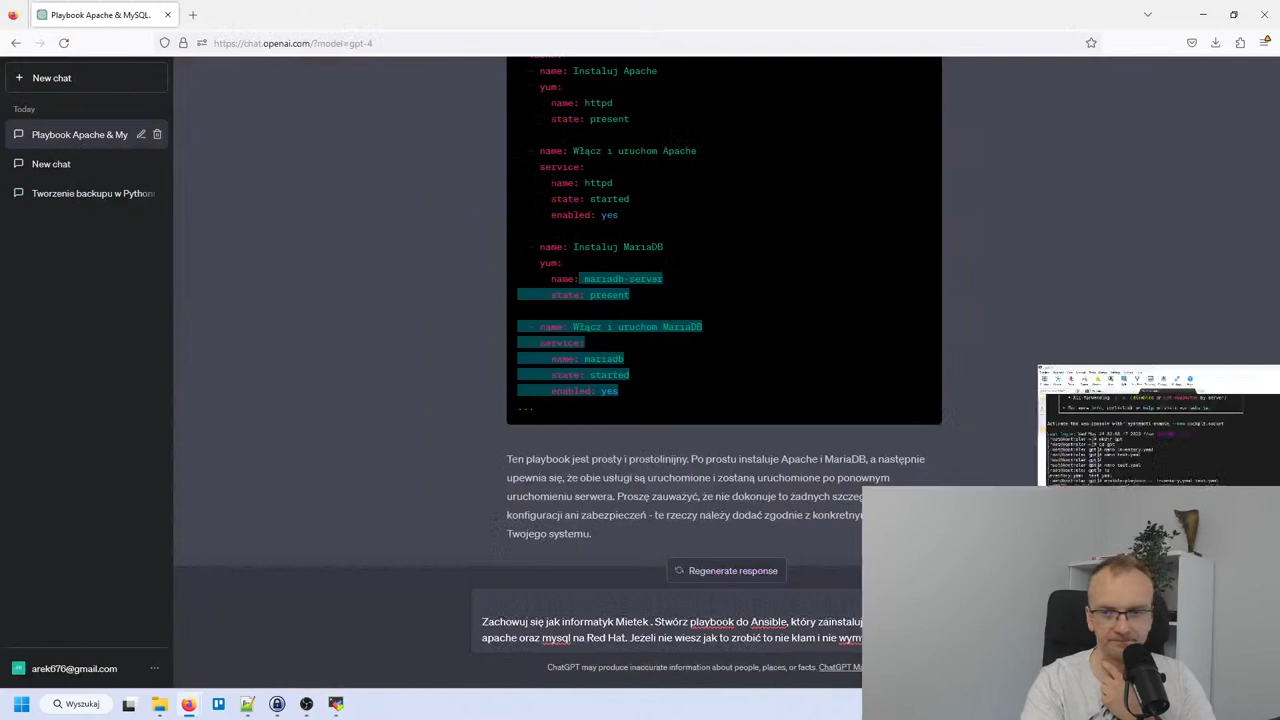 Playbook Apache & MySQL.
https://chat.openai.com/?model=gpt-4
New chat
Today
Playbook Apache & My
New chat
Tworzenie backupu w Python
- name: Instaluj Apache
yum:
name: httpd
state: present
- name: Włącz i uruchom Apache
service:
name: httpd
state: started
enabled: yes
- name: Instaluj MariaDB
yum:
name: mariadb-server
state: present
- name: Włącz i uruchom MariaDB
service:
name: mariadb
state: started
enabled: yes
...
Ten playbook jest prosty i prostolinijny. Po prostu instaluje Apache i MariaDB, a następnie
upewnia się, że obie usługi są uruchomione i zostaną uruchomione po ponownym
uruchomieniu serwera. Proszę zauważyć, że nie dokonuje to żadnych szczeg
konfiguracji ani zabezpieczeń - te rzeczy należy dodać zgodnie z konkretnym
Twojego systemu.
Regenerate response
Zachowuj się jak informatyk Mietek . Stwórz playbook do Ansible, który zainstaluj
apache oraz mysql na Red Hat. Jeżeli nie wiesz jak to zrobić to nie kłam i nie wym
ChatGPT may produce inaccurate information about people, places, or facts. ChatGPT Ma
arek676@gmail.com
Wyszukaj